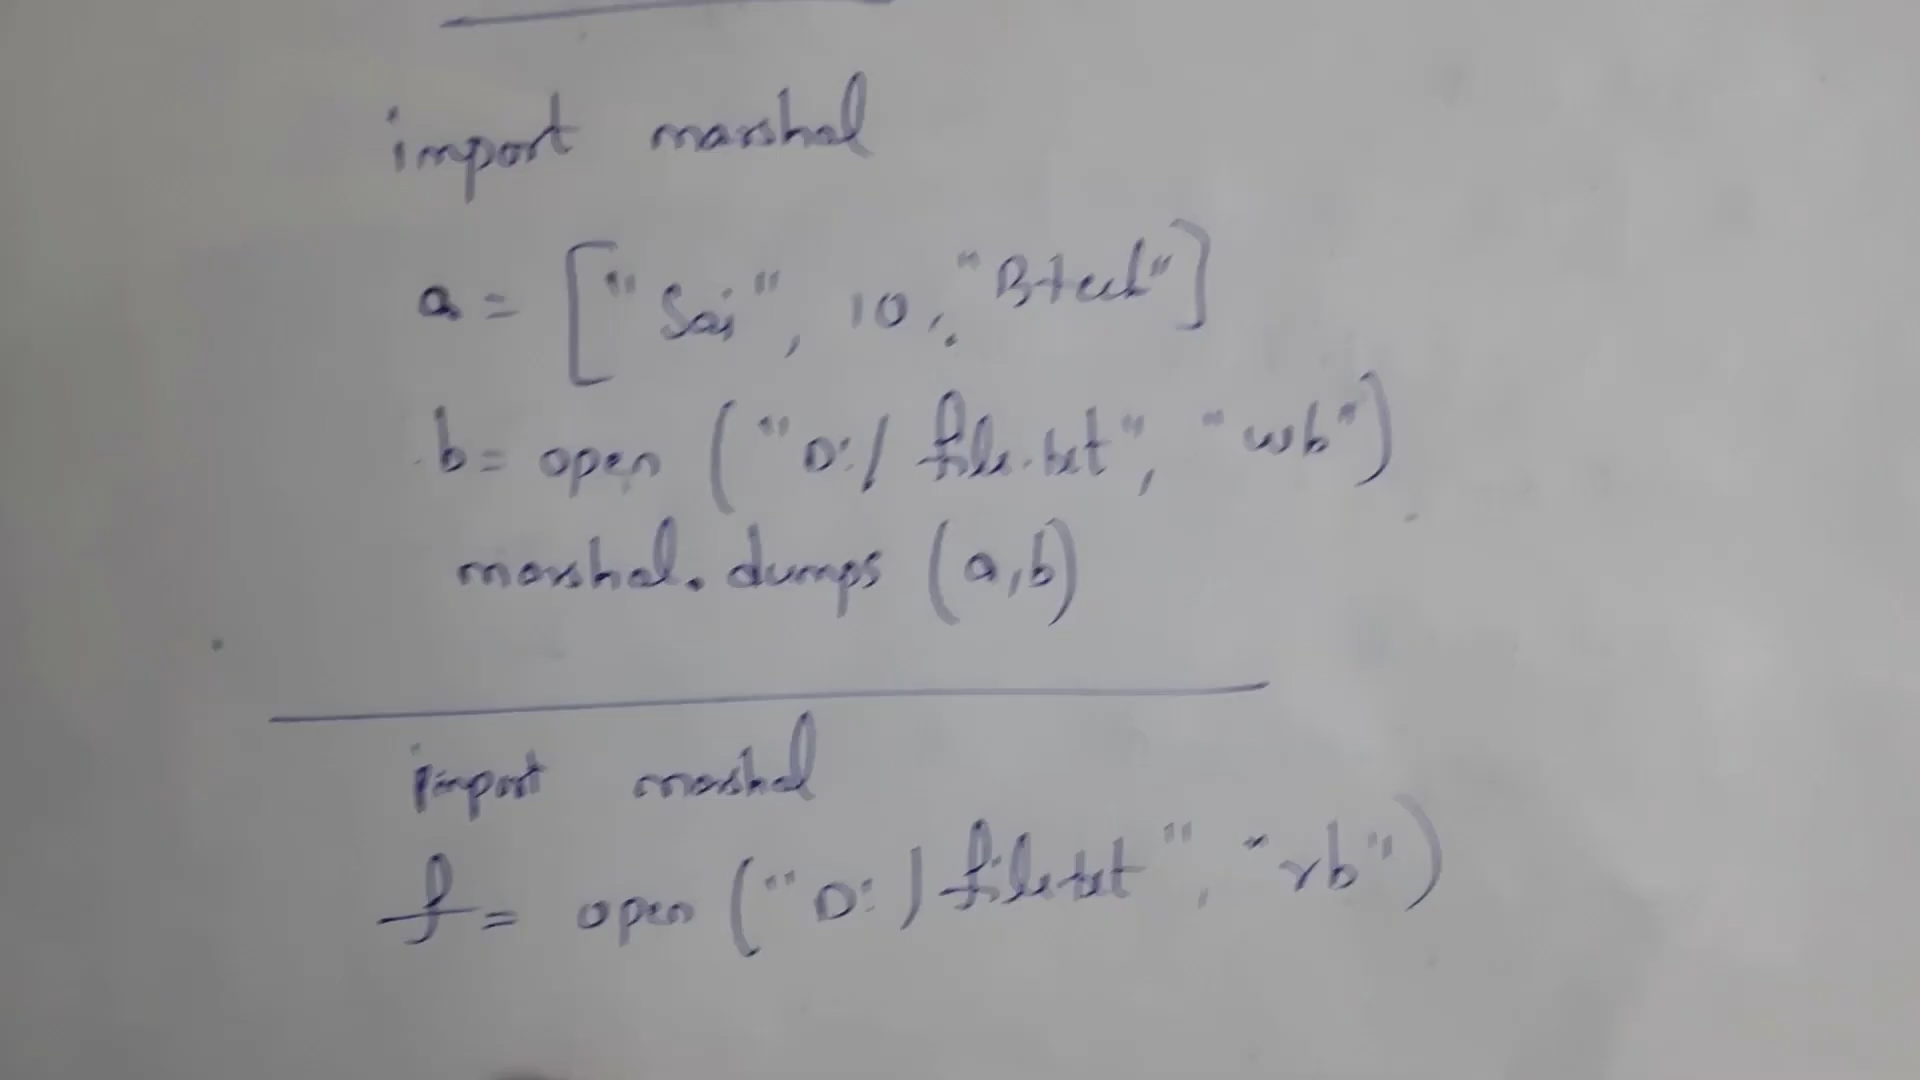 import marshal
a = ["Sai", 10, "Btech"]
b = open ("D:/ file.txt", "wb")
marshal.dumps (a,b)
import marshal
f = open ("D:/ file.txt", "rb")